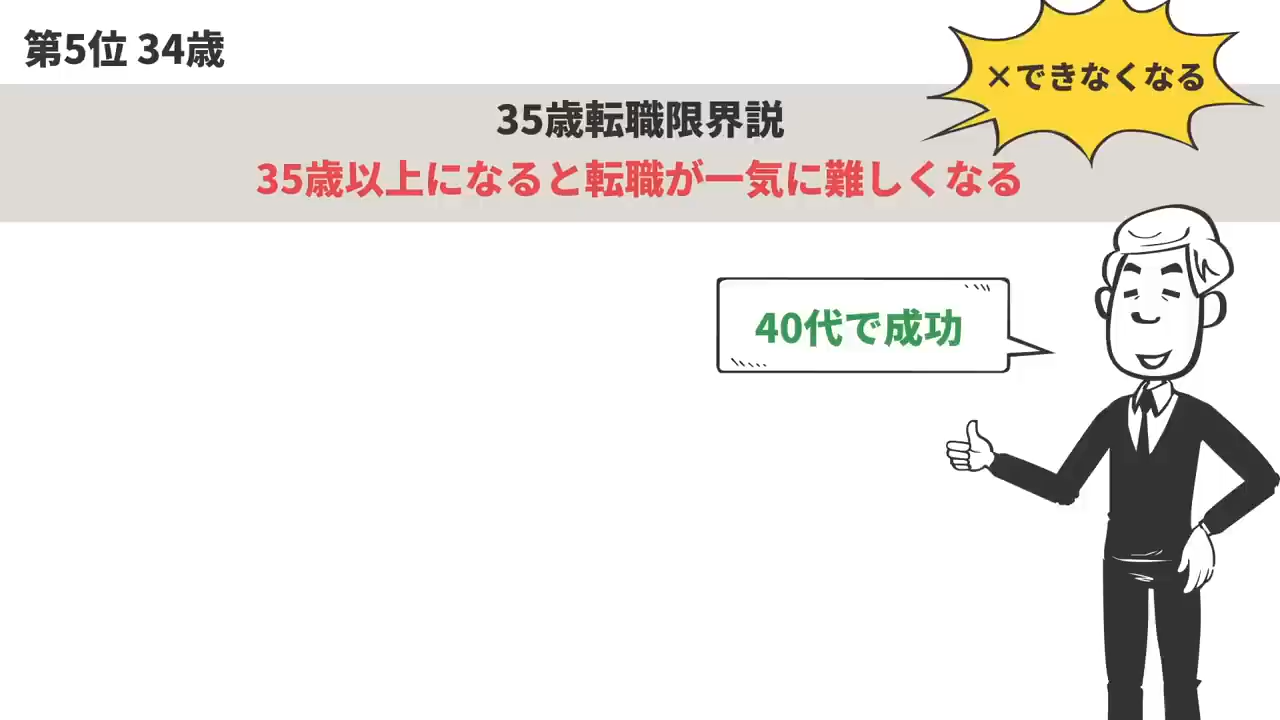 第5位 34歳
×できなくなる
35歳転職限界説
35歳以上になると転職が一気に難しくなる
40代で成功